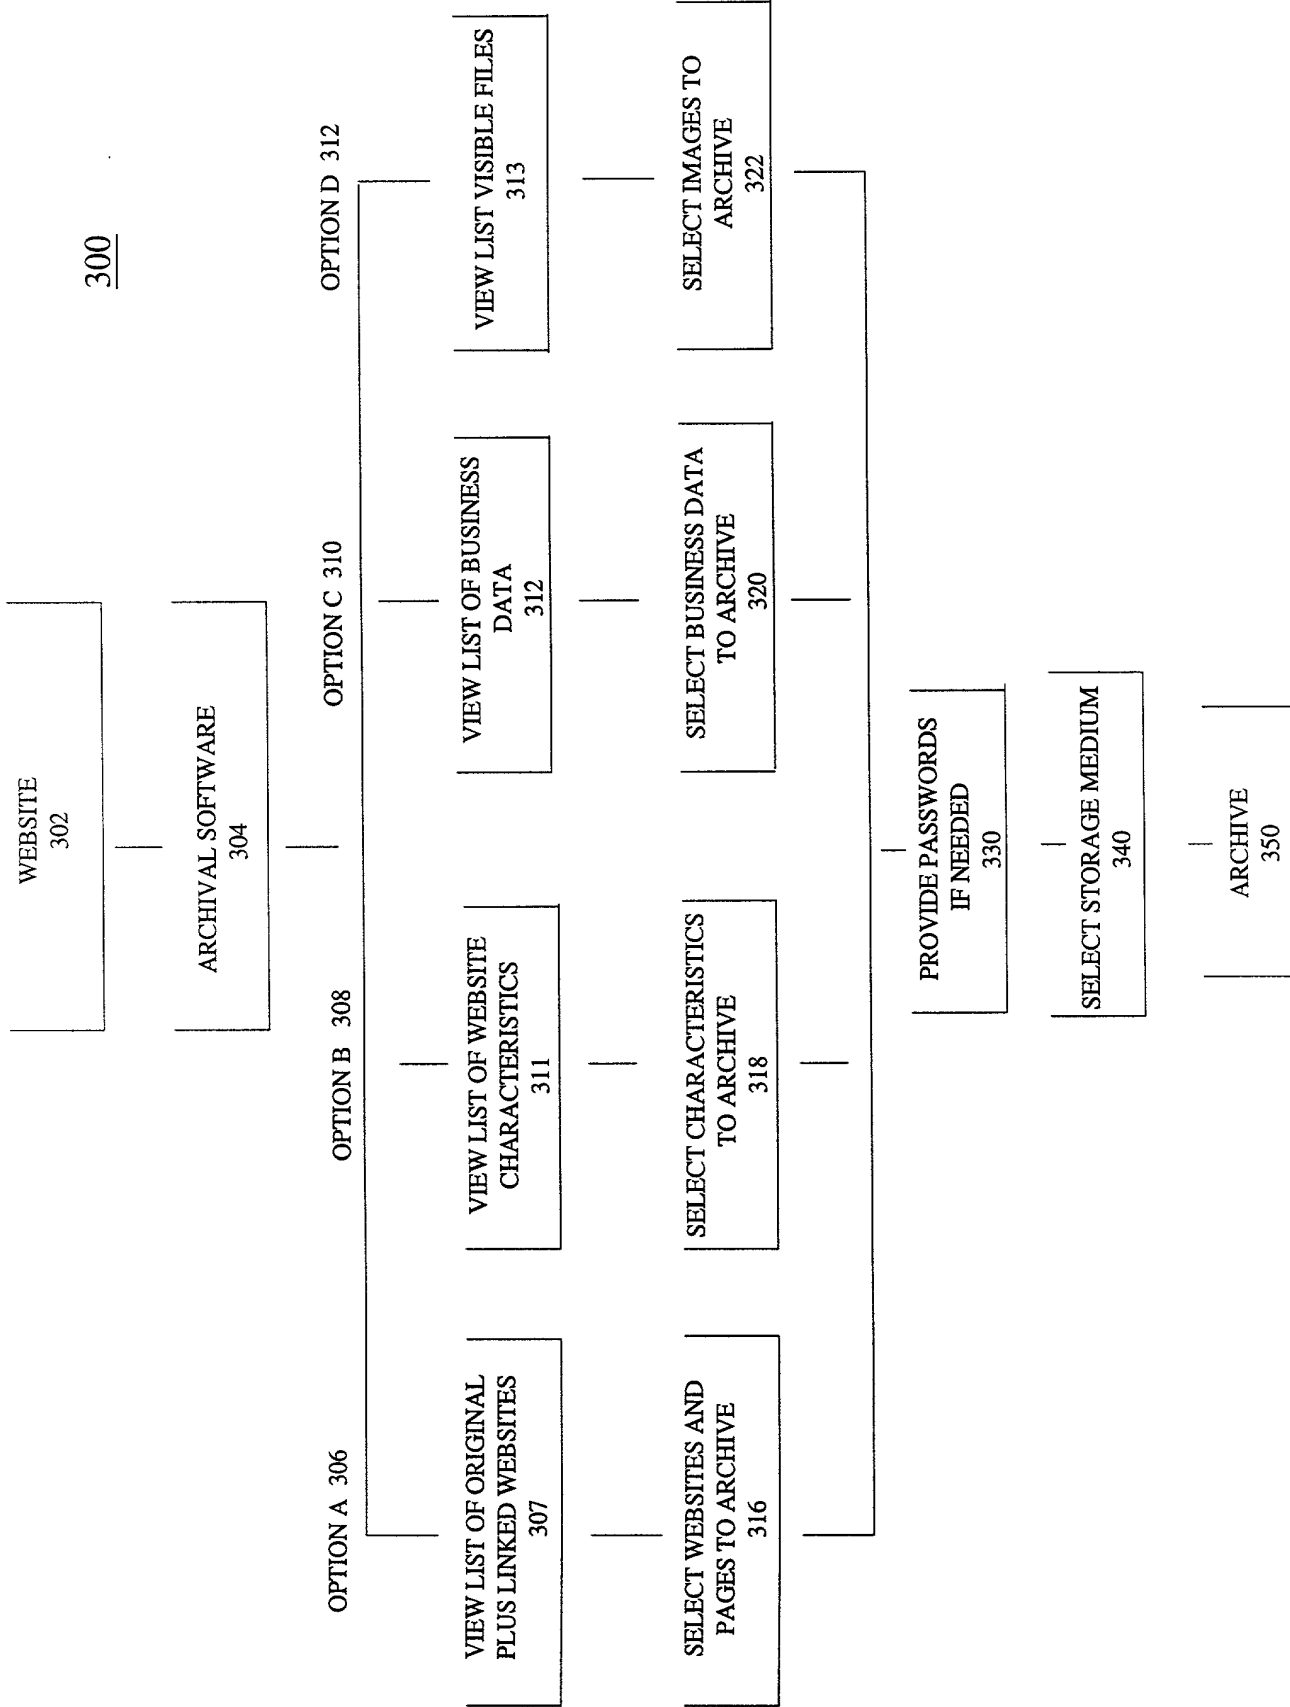 300
WEBSITE
302
ARCHIVAL SOFTWARE
304
OPTION A 306
OPTION B 308
OPTION C 310
OPTION D 312
VIEW LIST OF ORIGINAL
PLUS LINKED WEBSITES
307
VIEW LIST OF WEBSITE
CHARACTERISTICS
311
VIEW LIST OF BUSINESS
DATA
312
VIEW LIST VISIBLE FILES
313
SELECT WEBSITES AND
PAGES TO ARCHIVE
316
SELECT CHARACTERISTICS
TO ARCHIVE
318
SELECT BUSINESS DATA
TO ARCHIVE
320
SELECT IMAGES TO
ARCHIVE
322
PROVIDE PASSWORDS
IF NEEDED
330
SELECT STORAGE MEDIUM
340
ARCHIVE
350